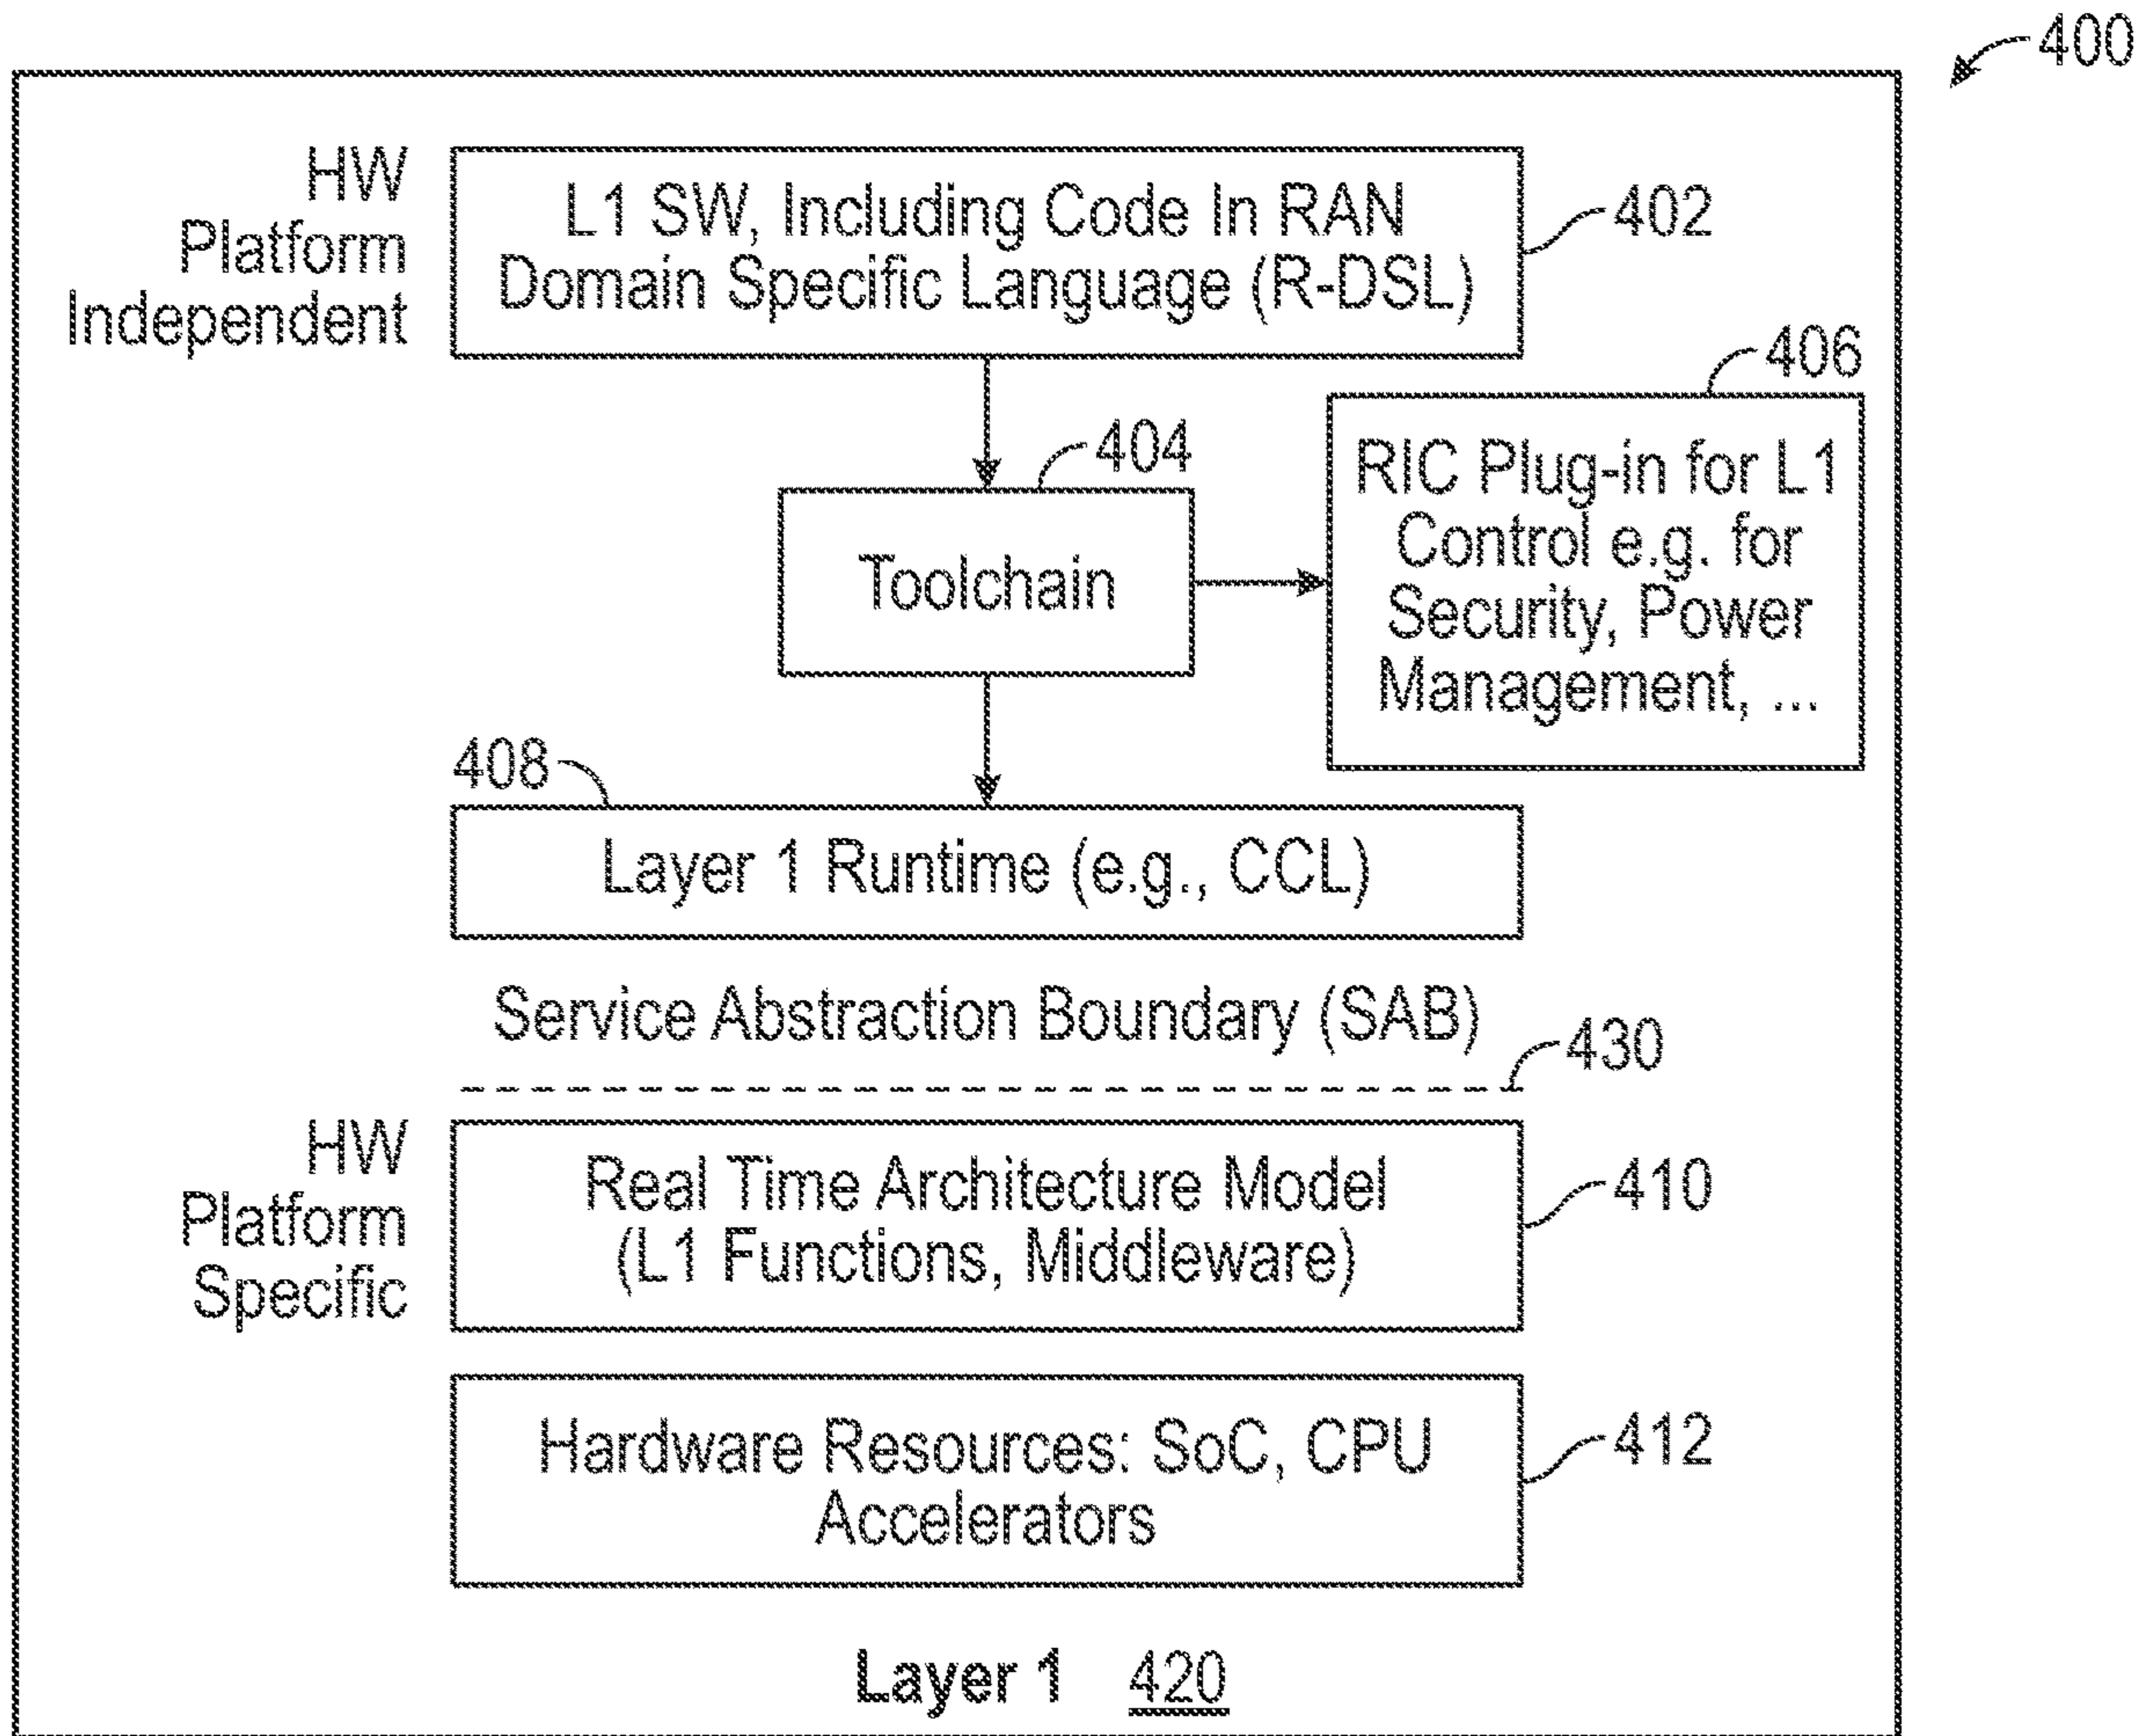 400
HW
Platform
Independent
L1 SW, Including Code In RAN
Domain Specific Language (R-DSL)
402
406
404
Toolchain
RIC Plug-in for L1
Control e.g. for
Security, Power
Management, ...
408
Layer 1 Runtime (e.g., CCL)
Service Abstraction Boundary (SAB)
430
HW
Platform
Specific
Real Time Architecture Model
(L1 Functions, Middleware)
410
Hardware Resources: SoC, CPU
Accelerators
412
Layer 1 420